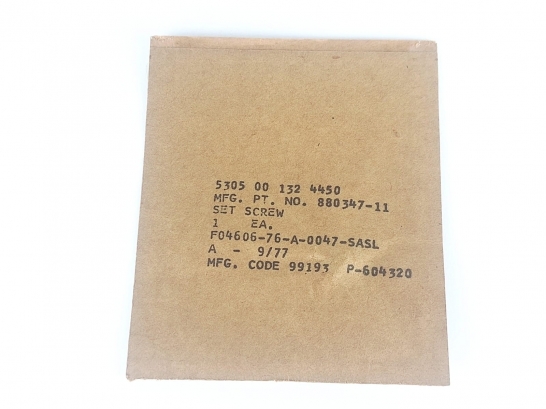 5305 00 132 4450
MFG. PT. NO. 880347-11
SET SCREW
1 EA.
F04606-76-A-0047-SASL
A - 9/77
MFG. CODE 99193 P-604320